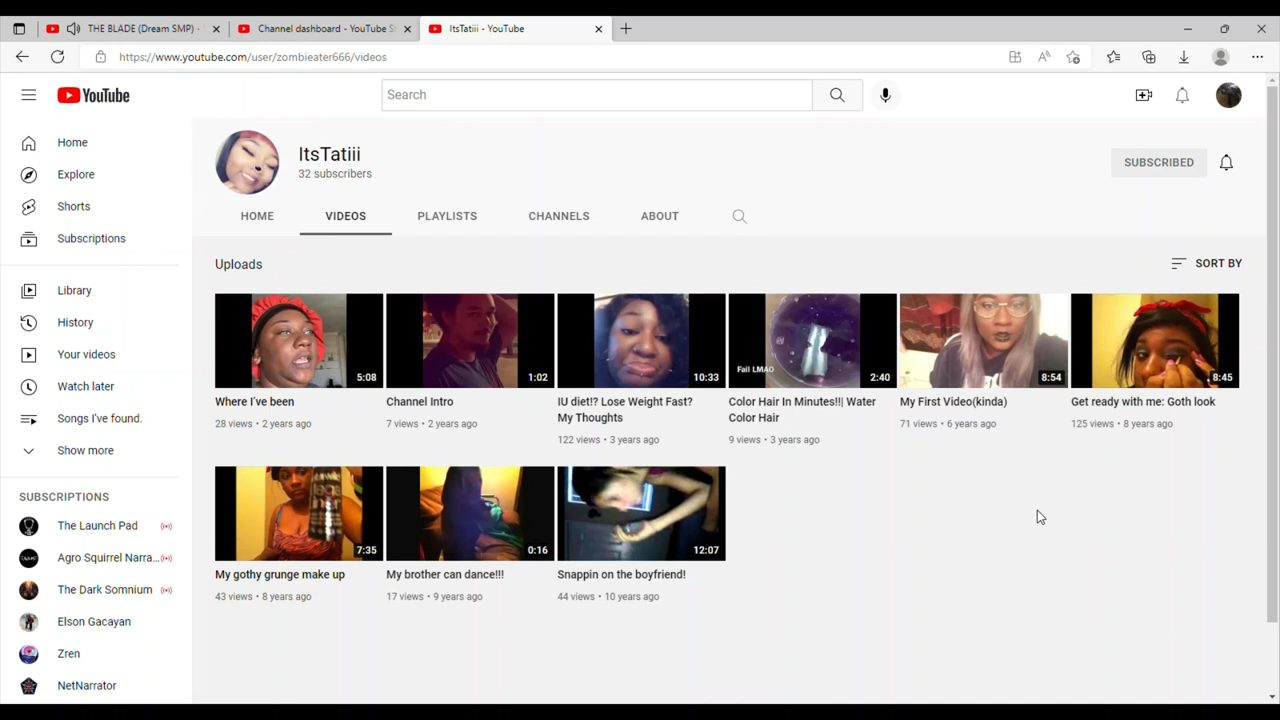 THE BLADE (Dream SMP) -
Channel dashboard - YouTube S
ItsTatiii - YouTube
https://www.youtube.com/user/zombieater666/videos
YouTube
Search
Home
Explore
Shorts
Subscriptions
Library
History
Your videos
Watch later
Songs I've found.
Show more
SUBSCRIPTIONS
The Launch Pad
Agro Squirrel Narra...
The Dark Somnium
Elson Gacayan
Zren
NetNarrator
ItsTatiii
32 subscribers
SUBSCRIBED
HOME VIDEOS PLAYLISTS CHANNELS ABOUT
Uploads
SORT BY
5:08
Where I've been
28 views • 2 years ago
1:02
Channel Intro
7 views • 2 years ago
10:33
IU diet!? Lose Weight Fast?
My Thoughts
122 views • 3 years ago
Fail LMAO
2:40
Color Hair In Minutes!!| Water
Color Hair
9 views • 3 years ago
8:54
My First Video(kinda)
71 views • 6 years ago
8:45
Get ready with me: Goth look
125 views • 8 years ago
7:35
My gothy grunge make up
43 views • 8 years ago
0:16
My brother can dance!!!
17 views • 9 years ago
12:07
Snappin on the boyfriend!
44 views • 10 years ago